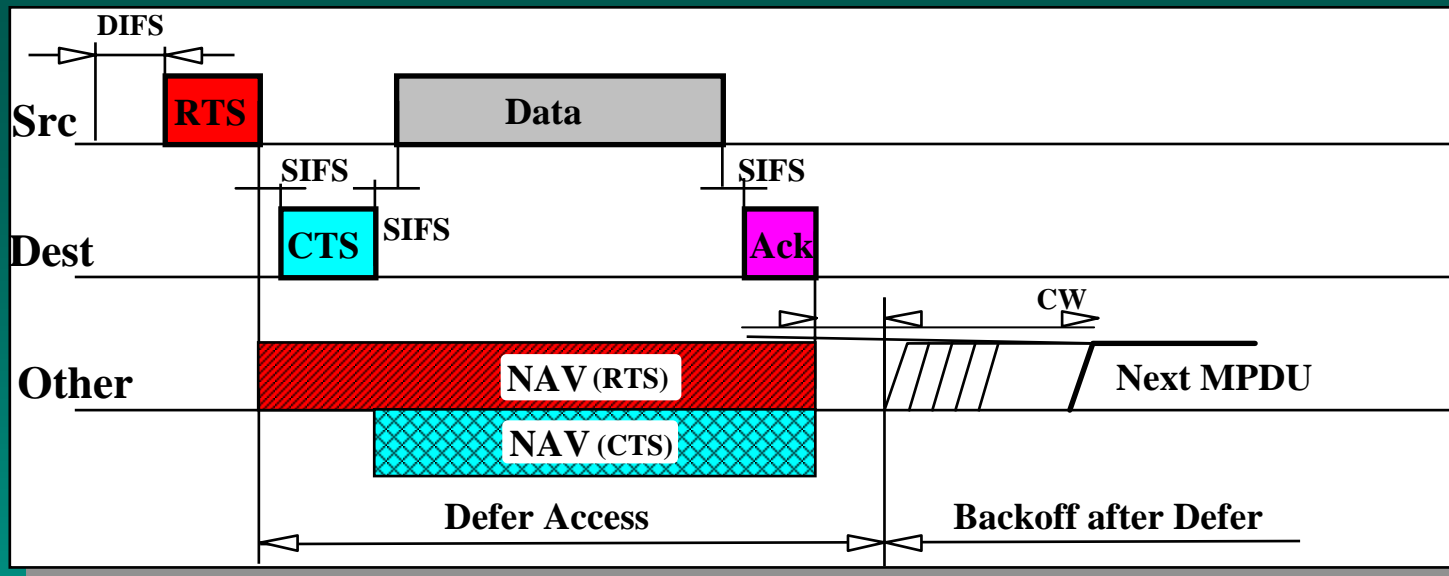 DIFS
Src
RTS
Data
SIFS
SIFS
Dest
CTS
SIFS
Ack
CW
Other
NAV (RTS)
Next MPDU
NAV (CTS)
Defer Access
Backoff after Defer